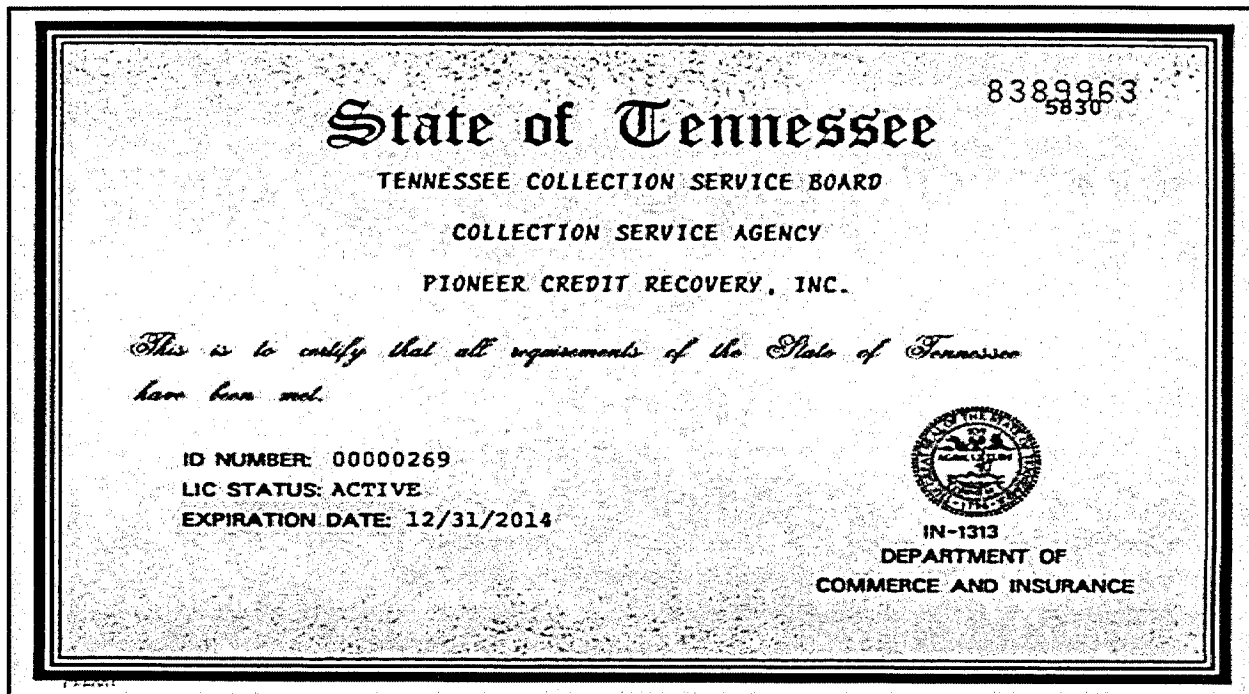 8389963
5830
State of Tennessee
TENNESSEE COLLECTION SERVICE BOARD
COLLECTION SERVICE AGENCY
PIONEER CREDIT RECOVERY, INC.
This is to certify that all requirements of the State of Tennessee
have been met.
ID NUMBER: 00000269
LIC STATUS: ACTIVE
EXPIRATION DATE: 12/31/2014
IN-1313
DEPARTMENT OF
COMMERCE AND INSURANCE